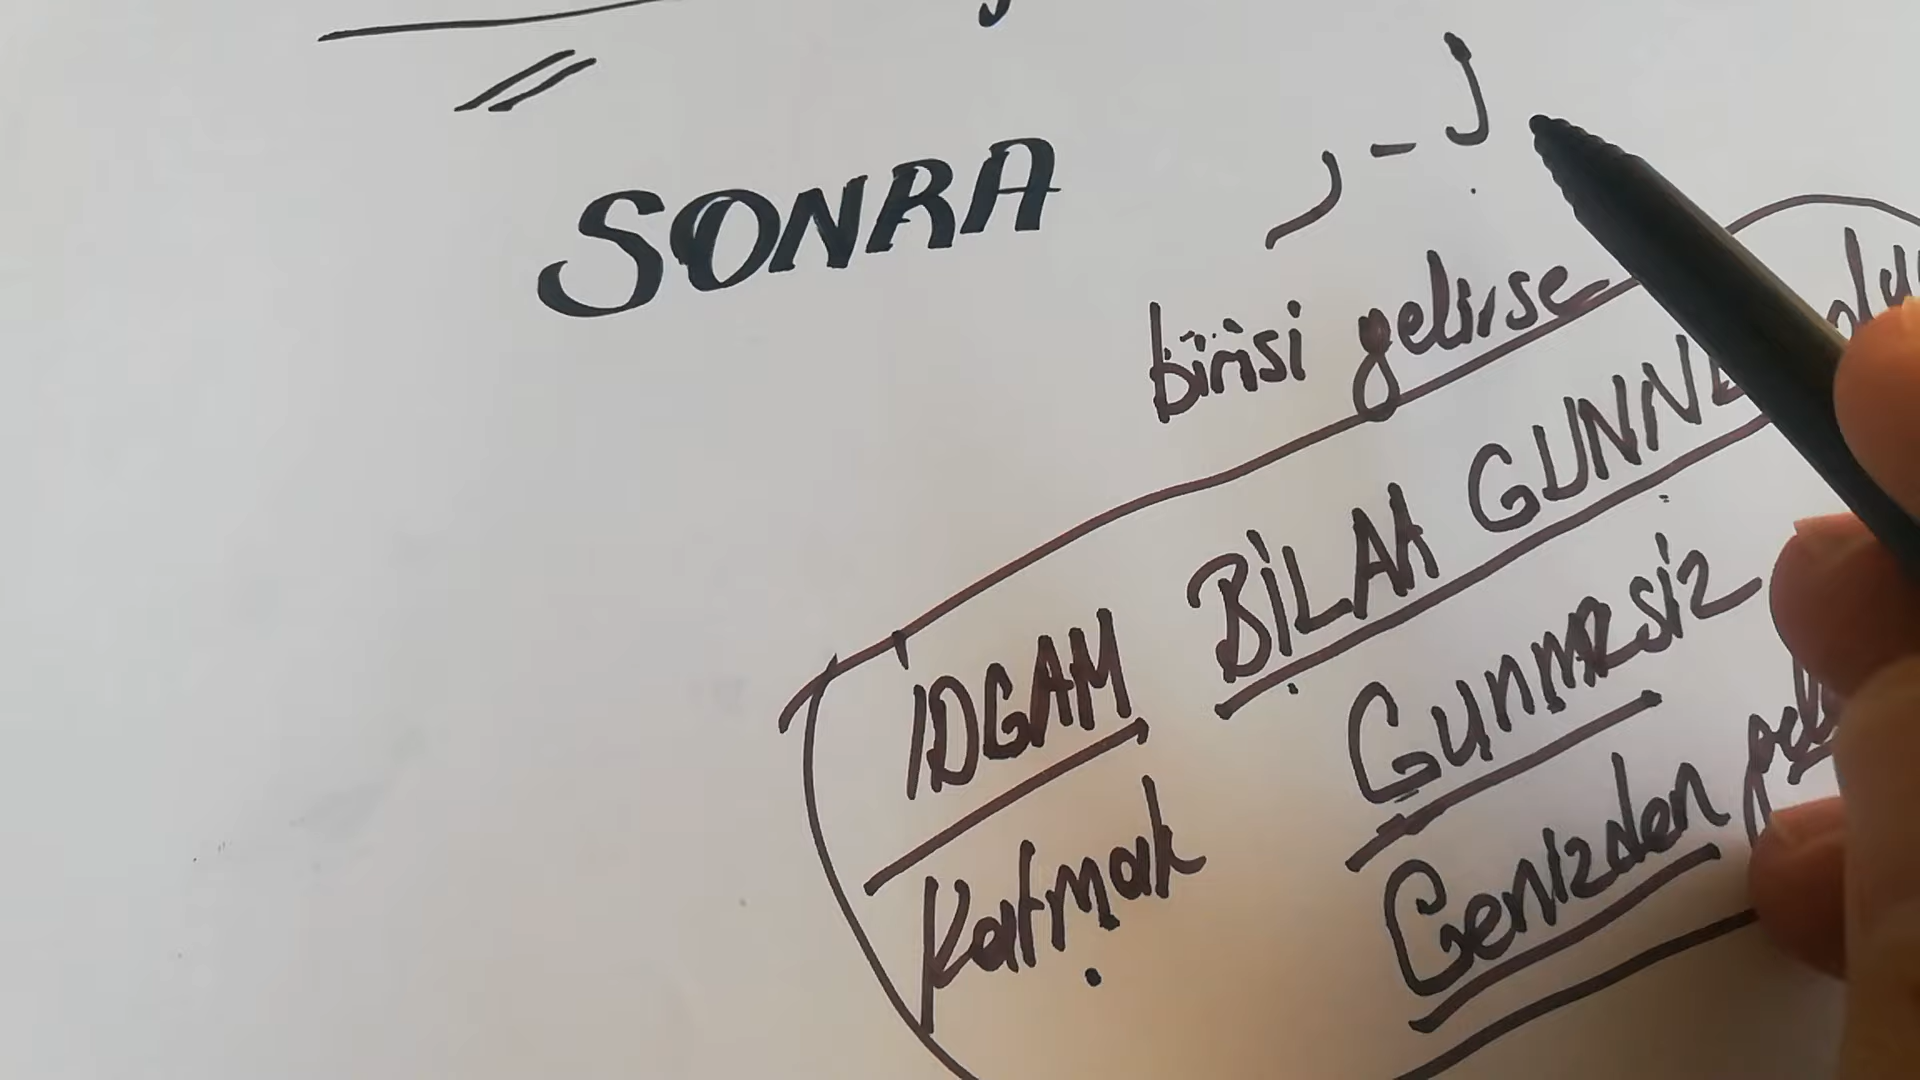 SONRA
ر - ل
birisi gelirse
İDGAM BİLAA GUNNE
Katmak Gunnesiz
Genizden